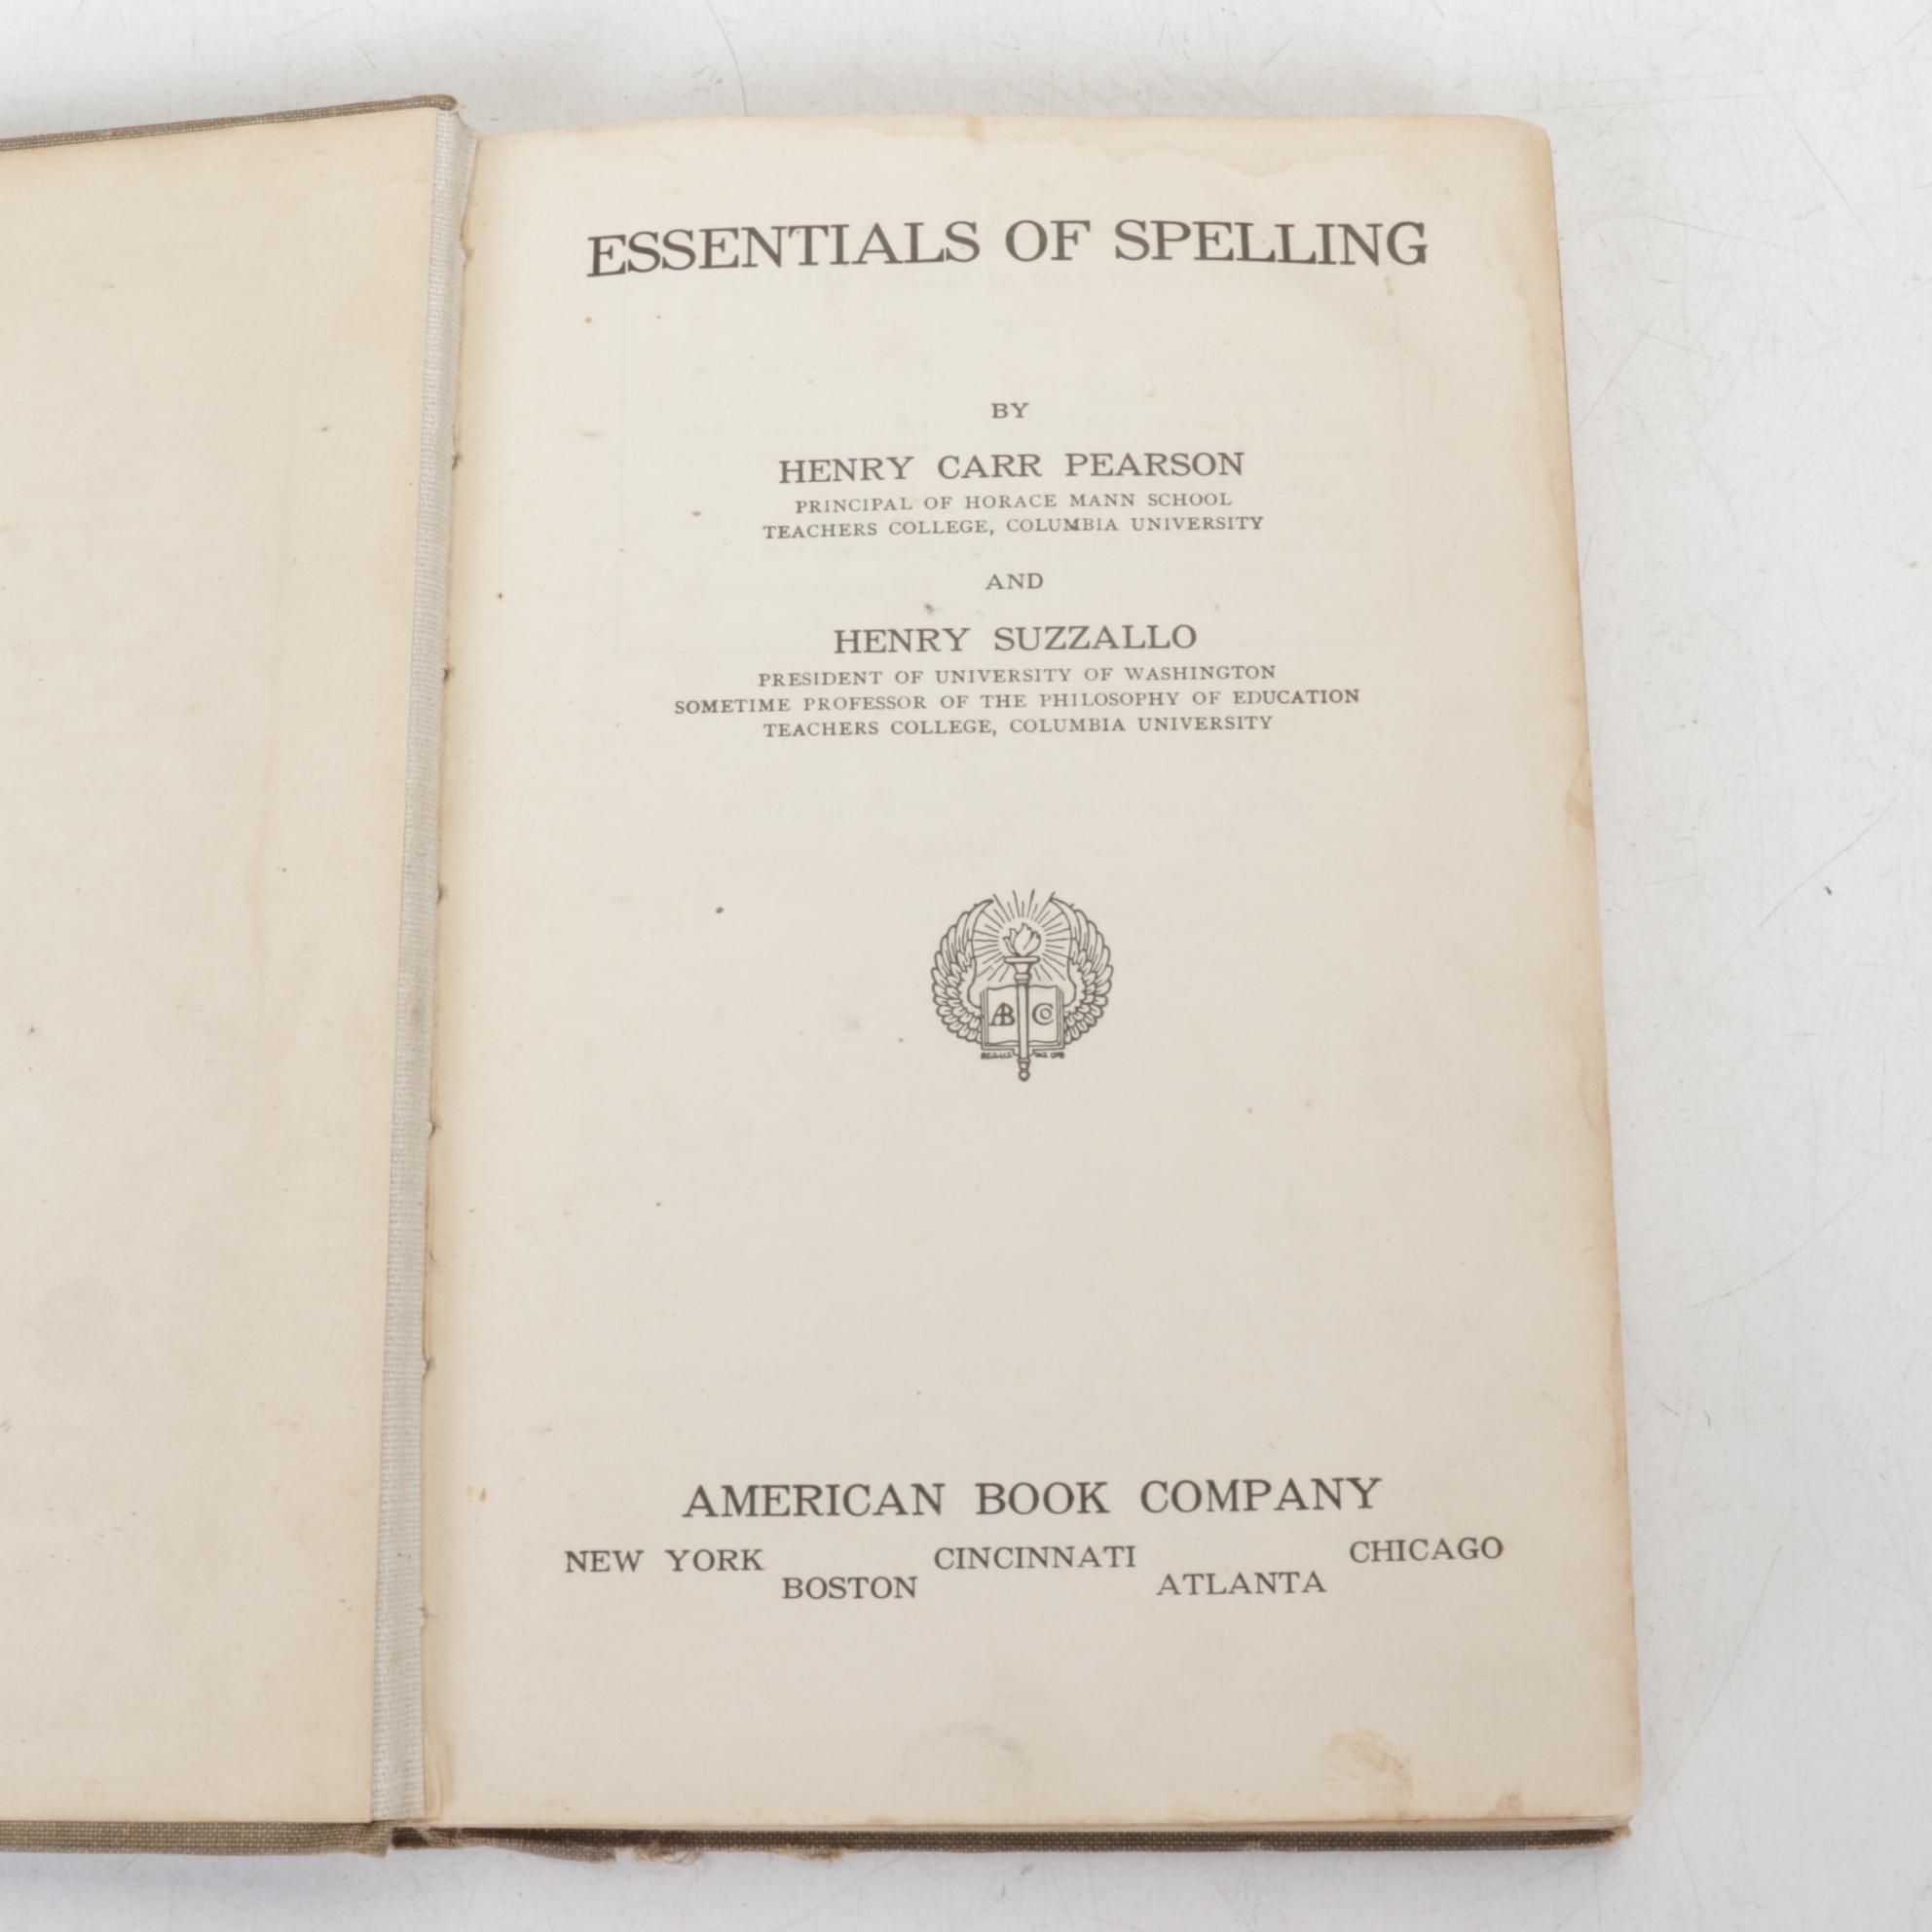 ESSENTIALS OF SPELLING
BY
HENRY CARR PEARSON
PRINCIPAL OF HORACE MANN SCHOOL
TEACHERS COLLEGE, COLUMBIA UNIVERSITY
AND
HENRY SUZZALLO
PRESIDENT OF UNIVERSITY OF WASHINGTON
SOMETIME PROFESSOR OF THE PHILOSOPHY OF EDUCATION
TEACHERS COLLEGE, COLUMBIA UNIVERSITY
AB CO
AMERICAN BOOK COMPANY
NEW YORK CINCINNATI CHICAGO
BOSTON ATLANTA